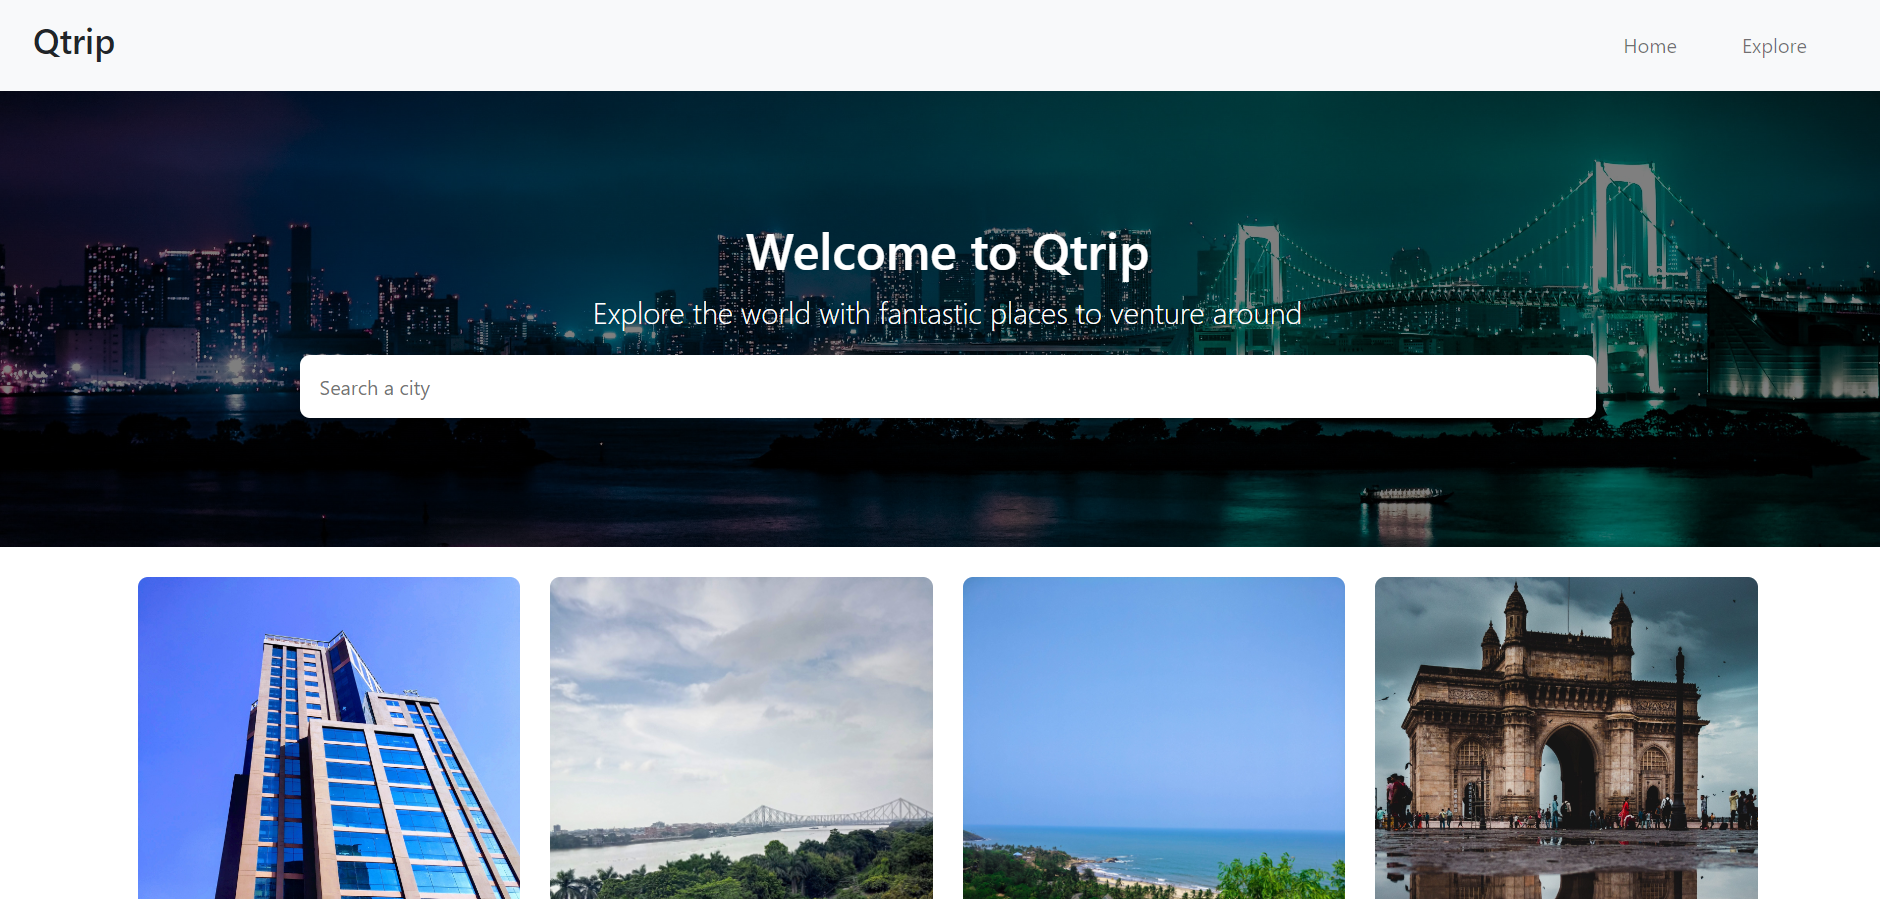 Qtrip
Home Explore
Welcome to Qtrip
Explore the world with fantastic places to venture around
Search a city